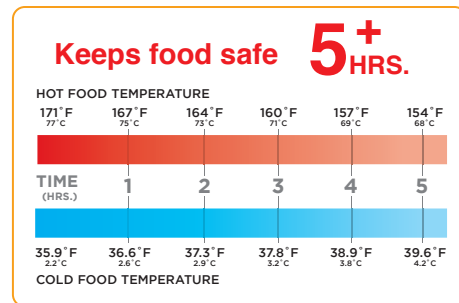 Keeps food safe 5+ HRS.
HOT FOOD TEMPERATURE
171°F 167°F 164°F 160°F 157°F 154°F
77°C 75°C 73°C 71°C 69°C 68°C
TIME 1 2 3 4 5
(HRS.)
35.9°F 36.6°F 37.3°F 37.8°F 38.9°F 39.6°F
2.2°C 2.6°C 2.9°C 3.2°C 3.8°C 4.2°C
COLD FOOD TEMPERATURE